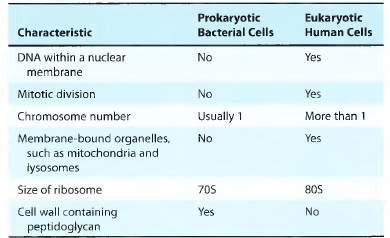 Characteristic Prokaryotic Bacterial Cells Eukaryotic Human Cells
DNA within a nuclear membrane No Yes
Mitotic division No Yes
Chromosome number Usually 1 More than 1
Membrane-bound organelles, such as mitochondria and lysosomes No Yes
Size of ribosome 70S 80S
Cell wall containing peptidoglycan Yes No